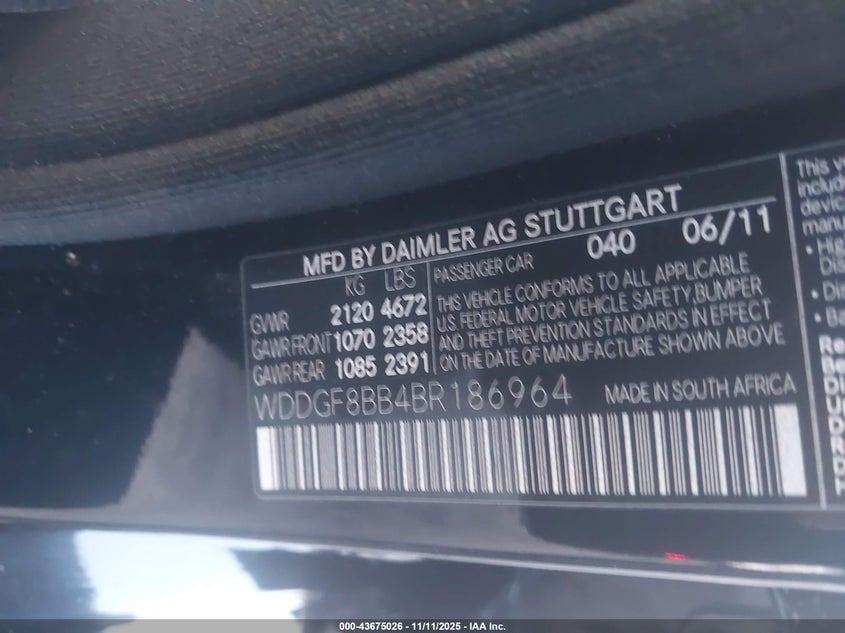 MFD BY DAIMLER AG STUTTGART
KG LBS
GVWR 2120 4672
GAWR FRONT 1070 2358
GAWR REAR 1085 2391
PASSENGER CAR 040 06/11
THIS VEHICLE CONFORMS TO ALL APPLICABLE
U.S. FEDERAL MOTOR VEHICLE SAFETY, BUMPER
AND THEFT PREVENTION STANDARDS IN EFFECT
ON THE DATE OF MANUFACTURE SHOWN ABOVE
WDDGF8BB4BR186964 MADE IN SOUTH AFRICA
This
000-43675026 - 11/11/2025 - IAA Inc.